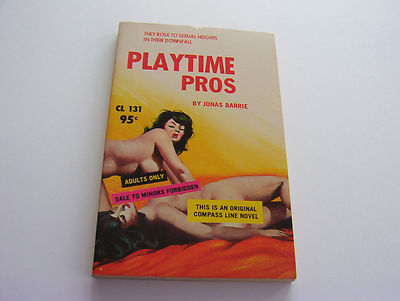 THEY ROSE TO SEXUAL HEIGHTS
IN THEIR DOWNFALL
PLAYTIME
PROS
BY JONAS BARRIE
CL 131
95¢
ADULTS ONLY
SALE TO MINORS FORBIDDEN
THIS IS AN ORIGINAL
COMPASS LINE NOVEL